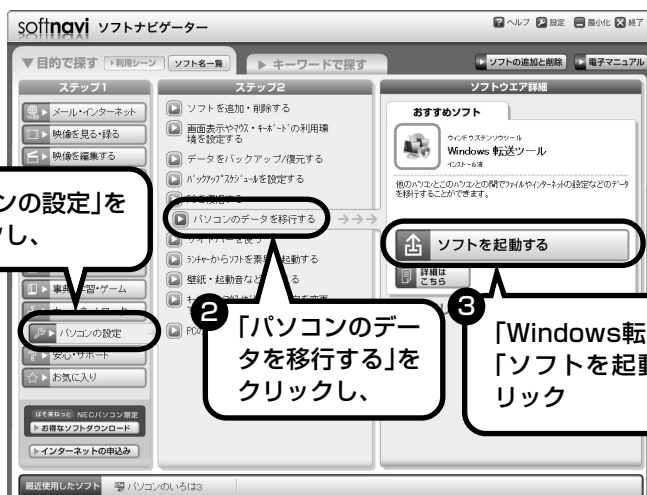 softnavi ソフトナビゲーター
ヘルプ 設定 最小化 終了
▼目的で探す ▶利用シーン ソフト名一覧 ▶ キーワードで探す
▶ ソフトの追加と削除 ▶ 電子マニュアル
ステップ1
▶ メール・インターネット
▶ 映像を見る・録る
▶ 映像を編集する
ンの設定」を
し、
・ゲーム
▶ パソコンの設定
▶ 安心・サポート
▶ お気に入り
ぱそ楽ねっと NECパソコン限定
▶お得なソフトダウンロード
▶インターネットの申込み
ステップ2
ソフトを追加・削除する
画面表示やマウス・キーボードの利用環
境を設定する
データをバックアップ/復元する
バックアップスケジュールを設定する
パソコンのデータを移行する →→→
サイドバーを使う
ランチャーからソフトを素早く起動する
壁紙・起動音など
2
「パソコンのデー
タを移行する」を
クリックし、
ソフトウエア詳細
おすすめソフト
ウィンドウズテンソウツール
Windows 転送ツール
インストール済
他のパソコンとこのパソコンとの間でファイルやインターネットの設定などのデータ
を移行することができます。
ソフトを起動する
詳細は
こちら
3
「Windows転
「ソフトを起動
リック
最近使用したソフト パソコンのいろは3